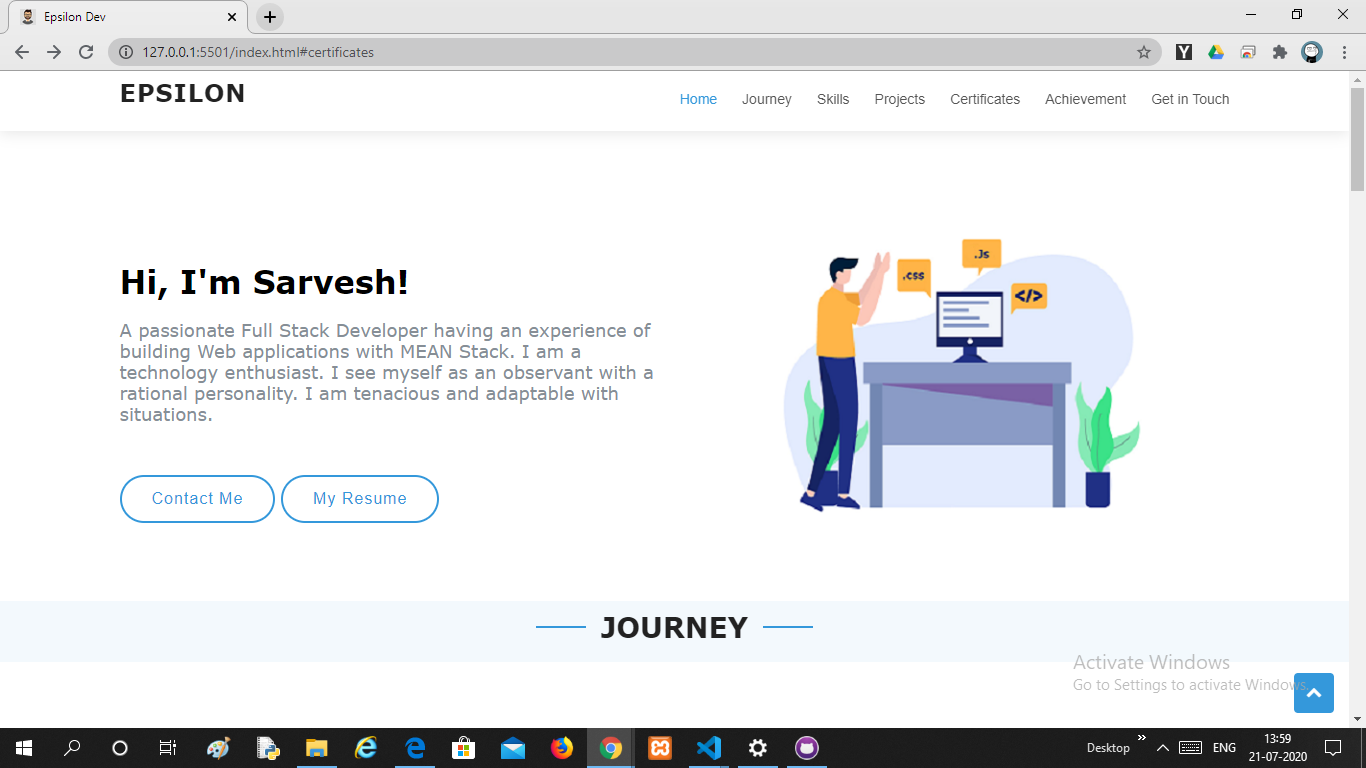 Epsilon Dev
127.0.0.1:5501/index.html#certificates
Y
EPSILON
Home Journey Skills Projects Certificates Achievement Get in Touch
Hi, I'm Sarvesh!
A passionate Full Stack Developer having an experience of
building Web applications with MEAN Stack. I am a
technology enthusiast. I see myself as an observant with a
rational personality. I am tenacious and adaptable with
situations.
Contact Me My Resume
.Js
.css
</>
JOURNEY
Activate Windows
Go to Settings to activate Windows.
Desktop
ENG
13:59
21-07-2020